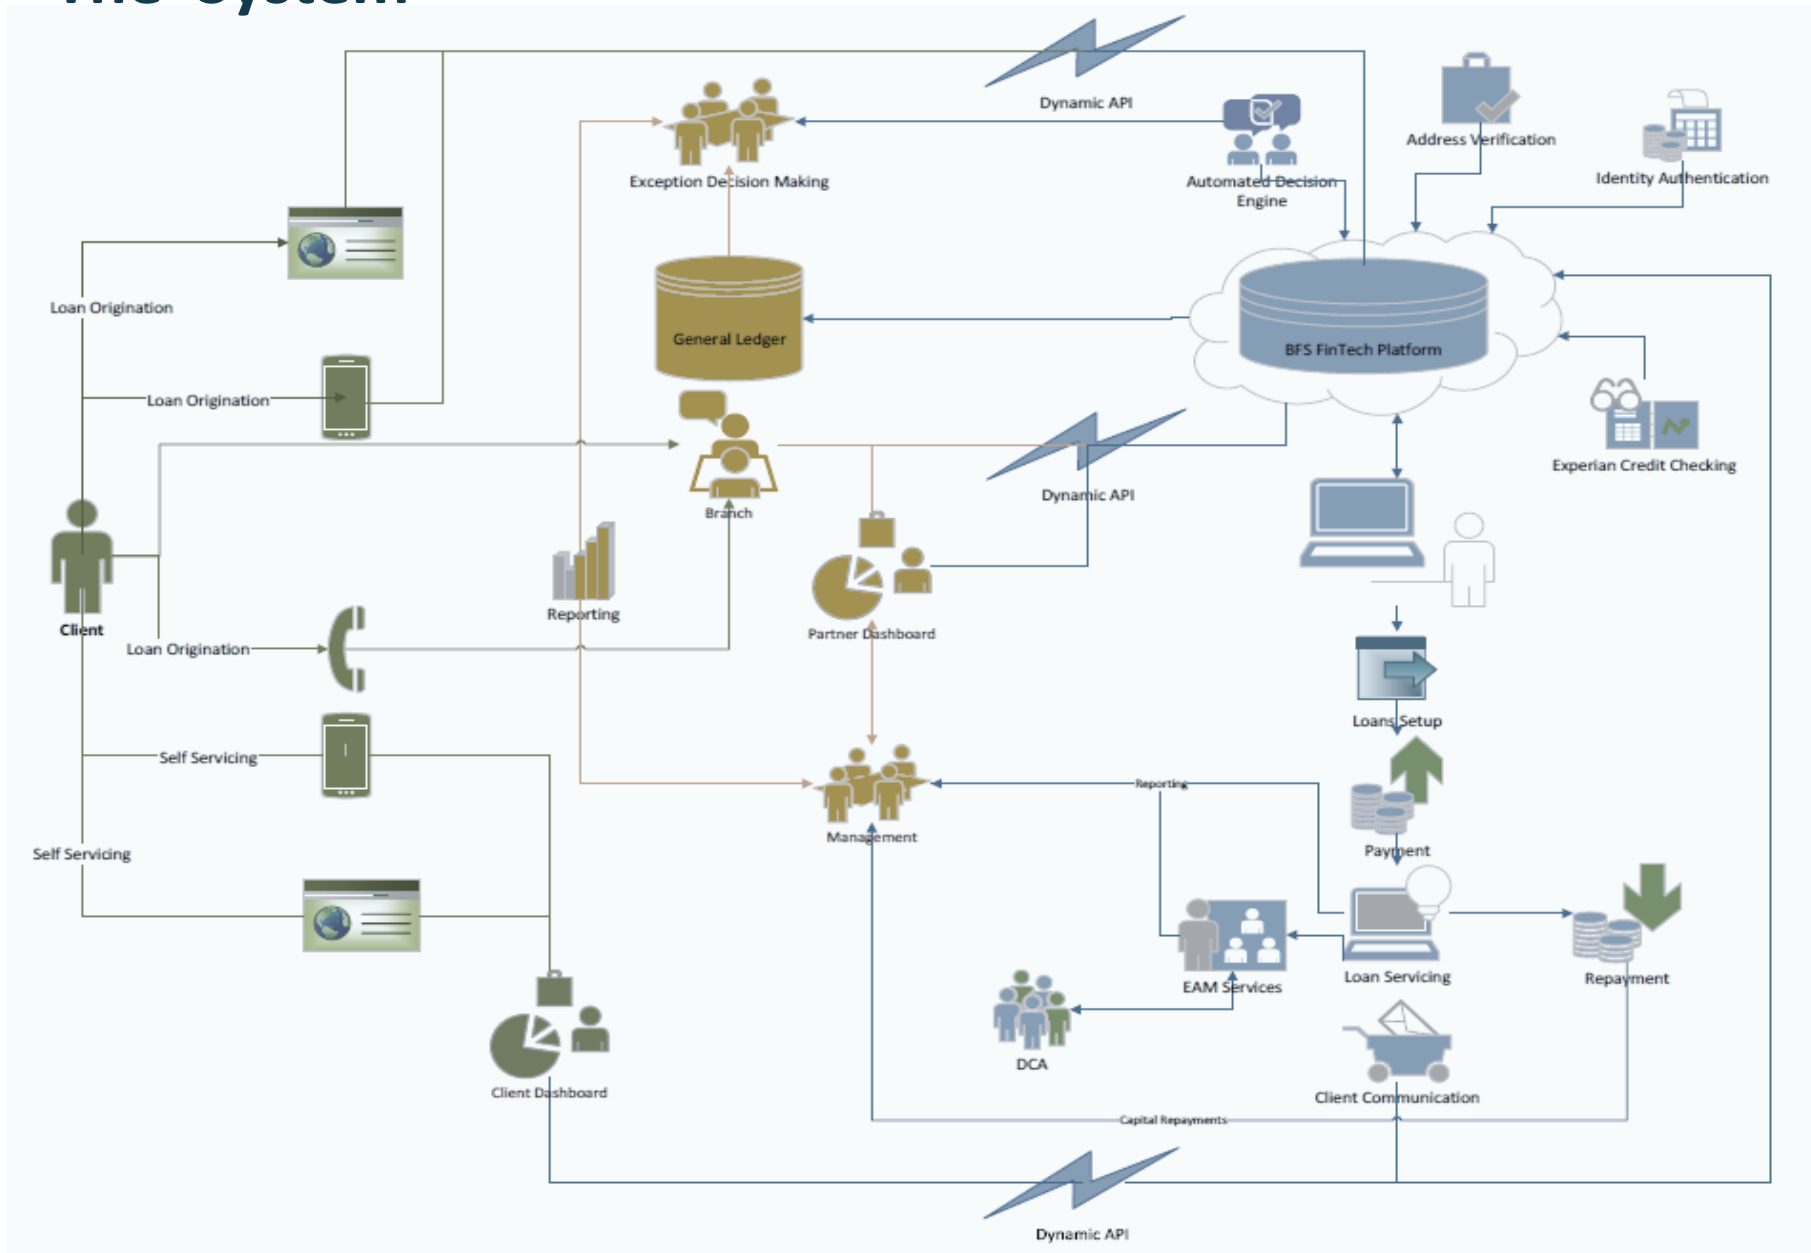 The System
Dynamic API
Exception Decision Making
Automated Decision
Engine
Address Verification
Identity Authentication
Loan Origination
General Ledger
BFS FinTech Platform
Loan Origination
Experian Credit Checking
Branch
Dynamic API
Client
Reporting
Partner Dashboard
Loan Origination
Loans Setup
Self Servicing
Reporting
Management
Payment
Self Servicing
EAM Services
Loan Servicing
Repayment
DCA
Client Dashboard
Client Communication
Capital Repayments
Dynamic API